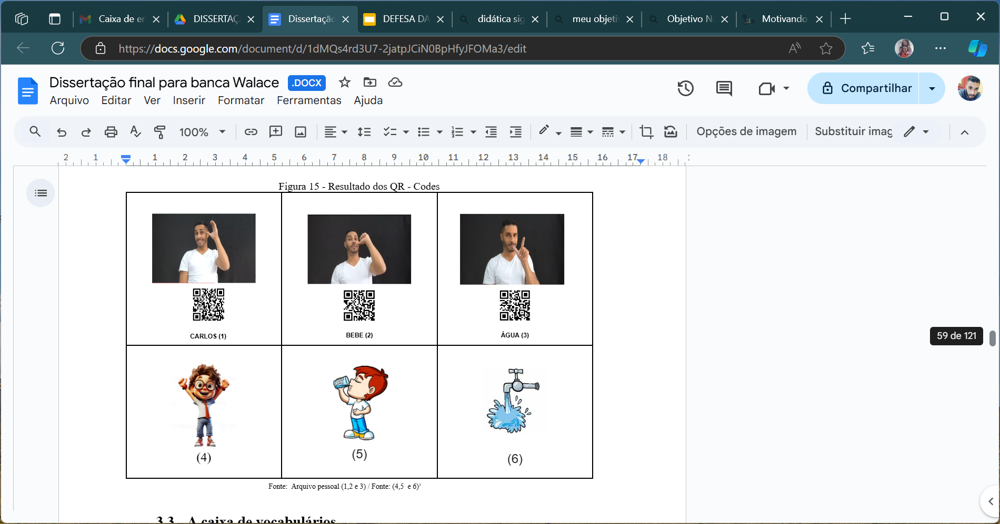 Caixa de er
DISSERTAÇ
Dissertação
DEFESA DA
didática sig
meu objeti
Objetivo N
Motivando
https://docs.google.com/document/d/1dMQs4rd3U7-2jatpJCiN0BpHfyJFOMa3/edit
Dissertação final para banca Walace .DOCX
Arquivo Editar Ver Inserir Formatar Ferramentas Ajuda
Compartilhar
100%
Opções de imagem
Substituir imag
2 1 1 2 3 4 5 6 7 8 9 10 11 12 13 14 15 16 17 18
Figura 15 - Resultado dos QR - Codes
CARLOS (1)
BEBE (2)
ÁGUA (3)
59 de 121
(4)
(5)
(6)
Fonte: Arquivo pessoal (1,2 e 3) / Fonte: (4,5 e 6)³
3.3 A caixa de vocabulários